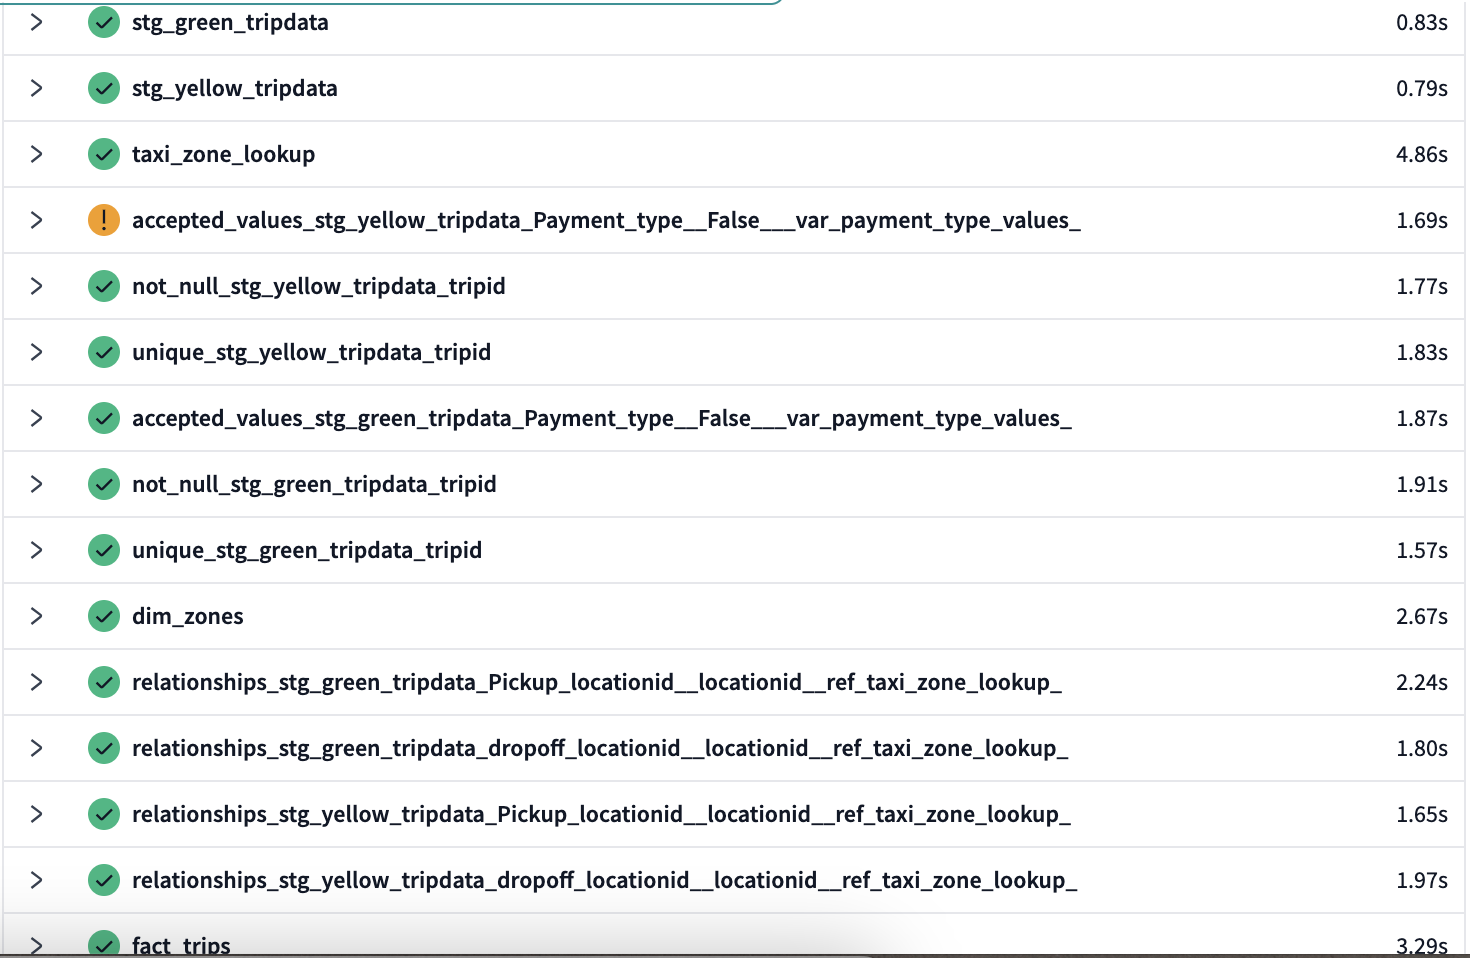 stg_green_tripdata 0.83s
stg_yellow_tripdata 0.79s
taxi_zone_lookup 4.86s
accepted_values_stg_yellow_tripdata_Payment_type__False___var_payment_type_values_ 1.69s
not_null_stg_yellow_tripdata_tripid 1.77s
unique_stg_yellow_tripdata_tripid 1.83s
accepted_values_stg_green_tripdata_Payment_type__False___var_payment_type_values_ 1.87s
not_null_stg_green_tripdata_tripid 1.91s
unique_stg_green_tripdata_tripid 1.57s
dim_zones 2.67s
relationships_stg_green_tripdata_Pickup_locationid__locationid__ref_taxi_zone_lookup_ 2.24s
relationships_stg_green_tripdata_dropoff_locationid__locationid__ref_taxi_zone_lookup_ 1.80s
relationships_stg_yellow_tripdata_Pickup_locationid__locationid__ref_taxi_zone_lookup_ 1.65s
relationships_stg_yellow_tripdata_dropoff_locationid__locationid__ref_taxi_zone_lookup_ 1.97s
fact_trips 3.29s